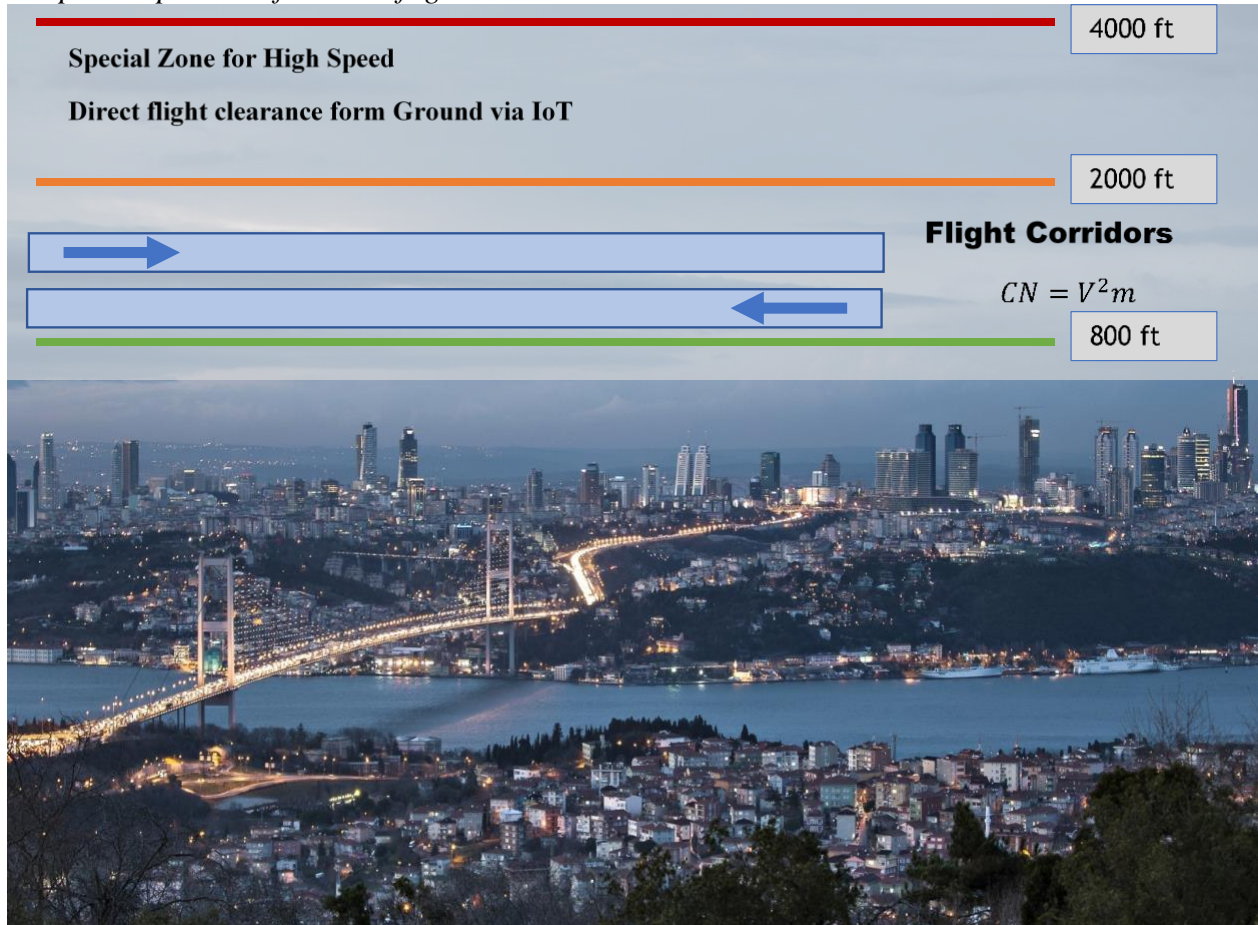 4000 ft
Special Zone for High Speed
Direct flight clearance form Ground via IoT
2000 ft
Flight Corridors
CN = V²m
800 ft